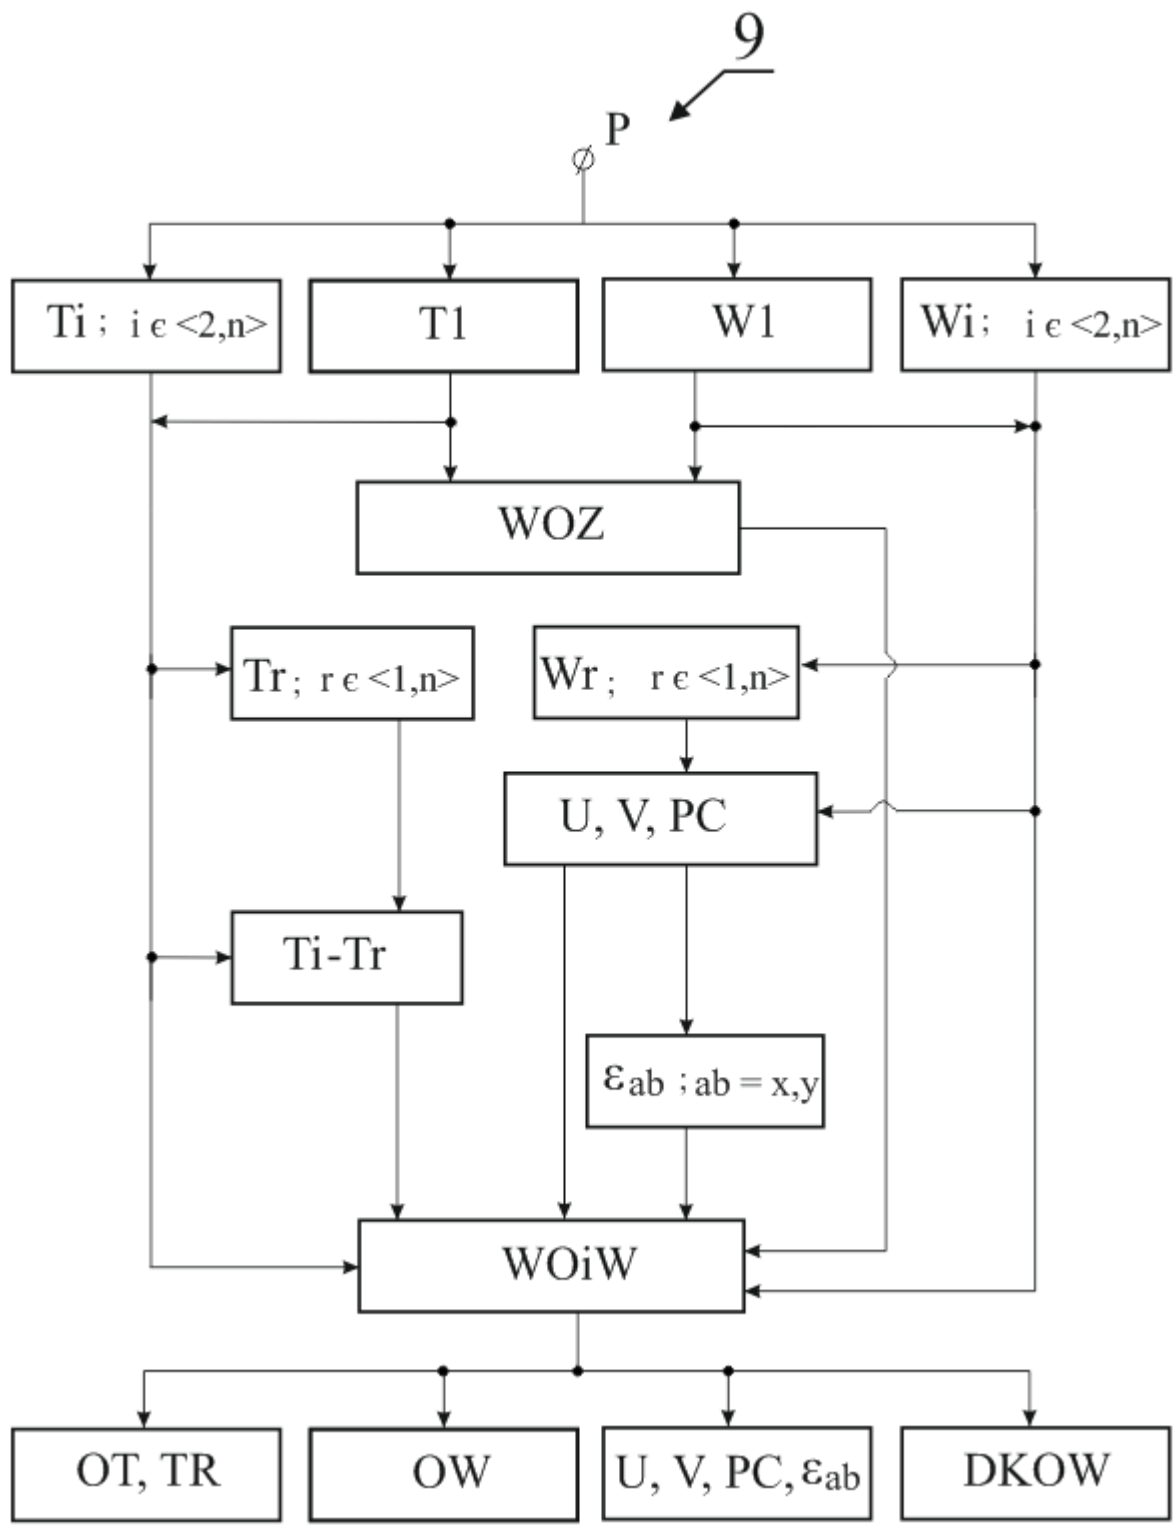 9
P
Ti ; i ϵ <2,n>
T1
W1
Wi ; i ϵ <2,n>
WOZ
Tr ; r ϵ <1,n>
Wr ; r ϵ <1,n>
U, V, PC
Ti-Tr
εab ; ab = x,y
WOiW
OT, TR
OW
U, V, PC, εab
DKOW